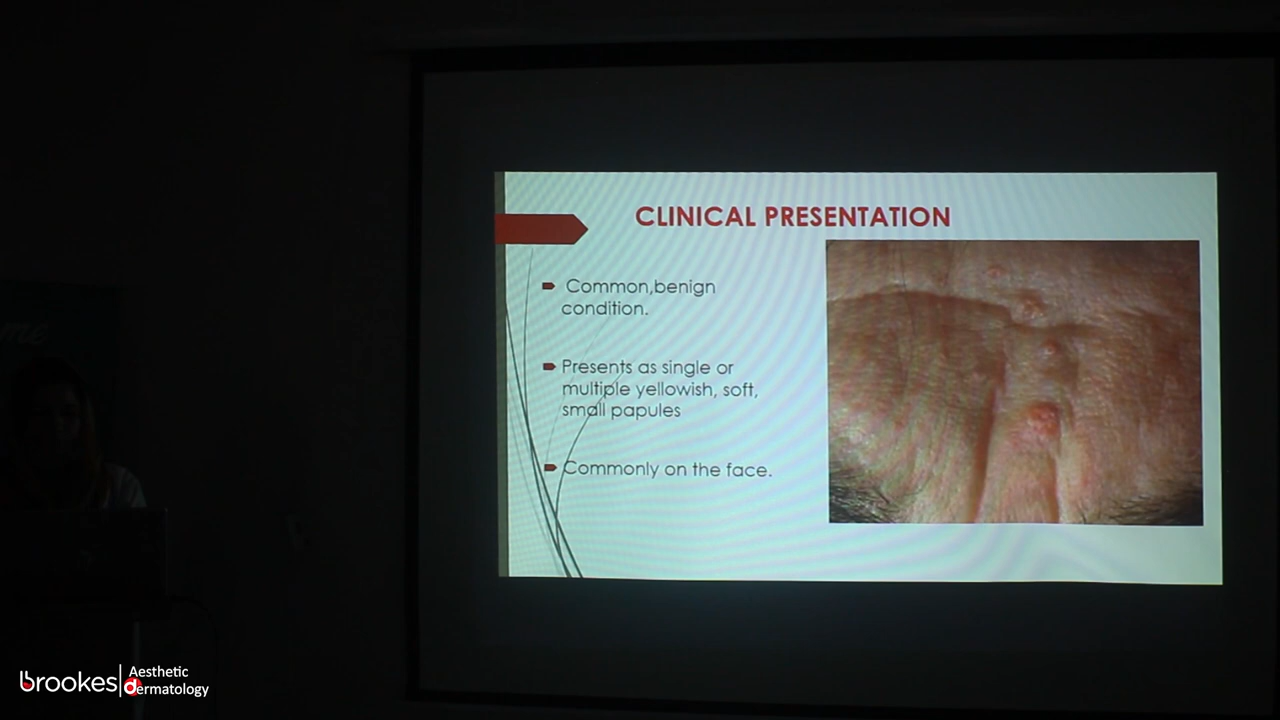 CLINICAL PRESENTATION
Common,benign
condition.
Presents as single or
multiple yellowish, soft,
small papules
Commonly on the face.
brookes
Aesthetic
dermatology